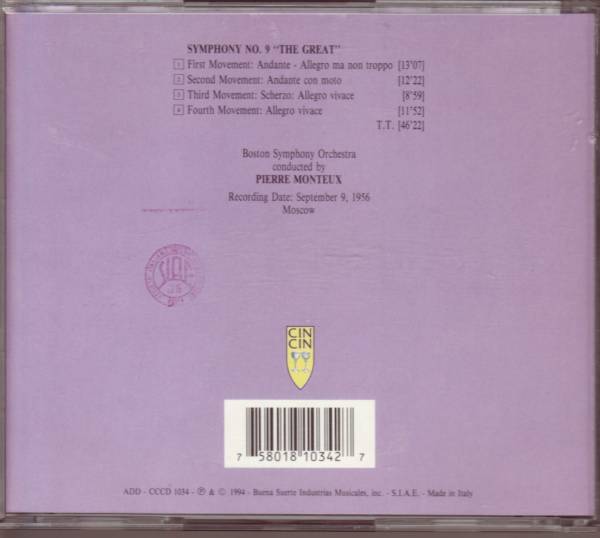 SYMPHONY NO. 9 "THE GREAT"
1 First Movement: Andante - Allegro ma non troppo [13'07]
2 Second Movement: Andante con moto [12'22]
3 Third Movement: Scherzo: Allegro vivace [8'59]
4 Fourth Movement: Allegro vivace [11'52]
T.T. [46'22]
Boston Symphony Orchestra
conducted by
PIERRE MONTEUX
Recording Date: September 9, 1956
Moscow
CIN
CIN
7 58018 10342 7
ADD - CCCD 1034 - ℗ & © 1994 - Buena Suerte Industrias Musicales, inc. - S.I.A.E. - Made in Italy